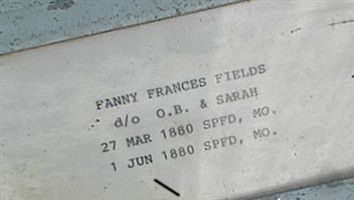 FANNY FRANCES FIELDS
d/o O.B. & SARAH
27 MAR 1880 SPFD, MO.
1 JUN 1880 SPFD, MO.